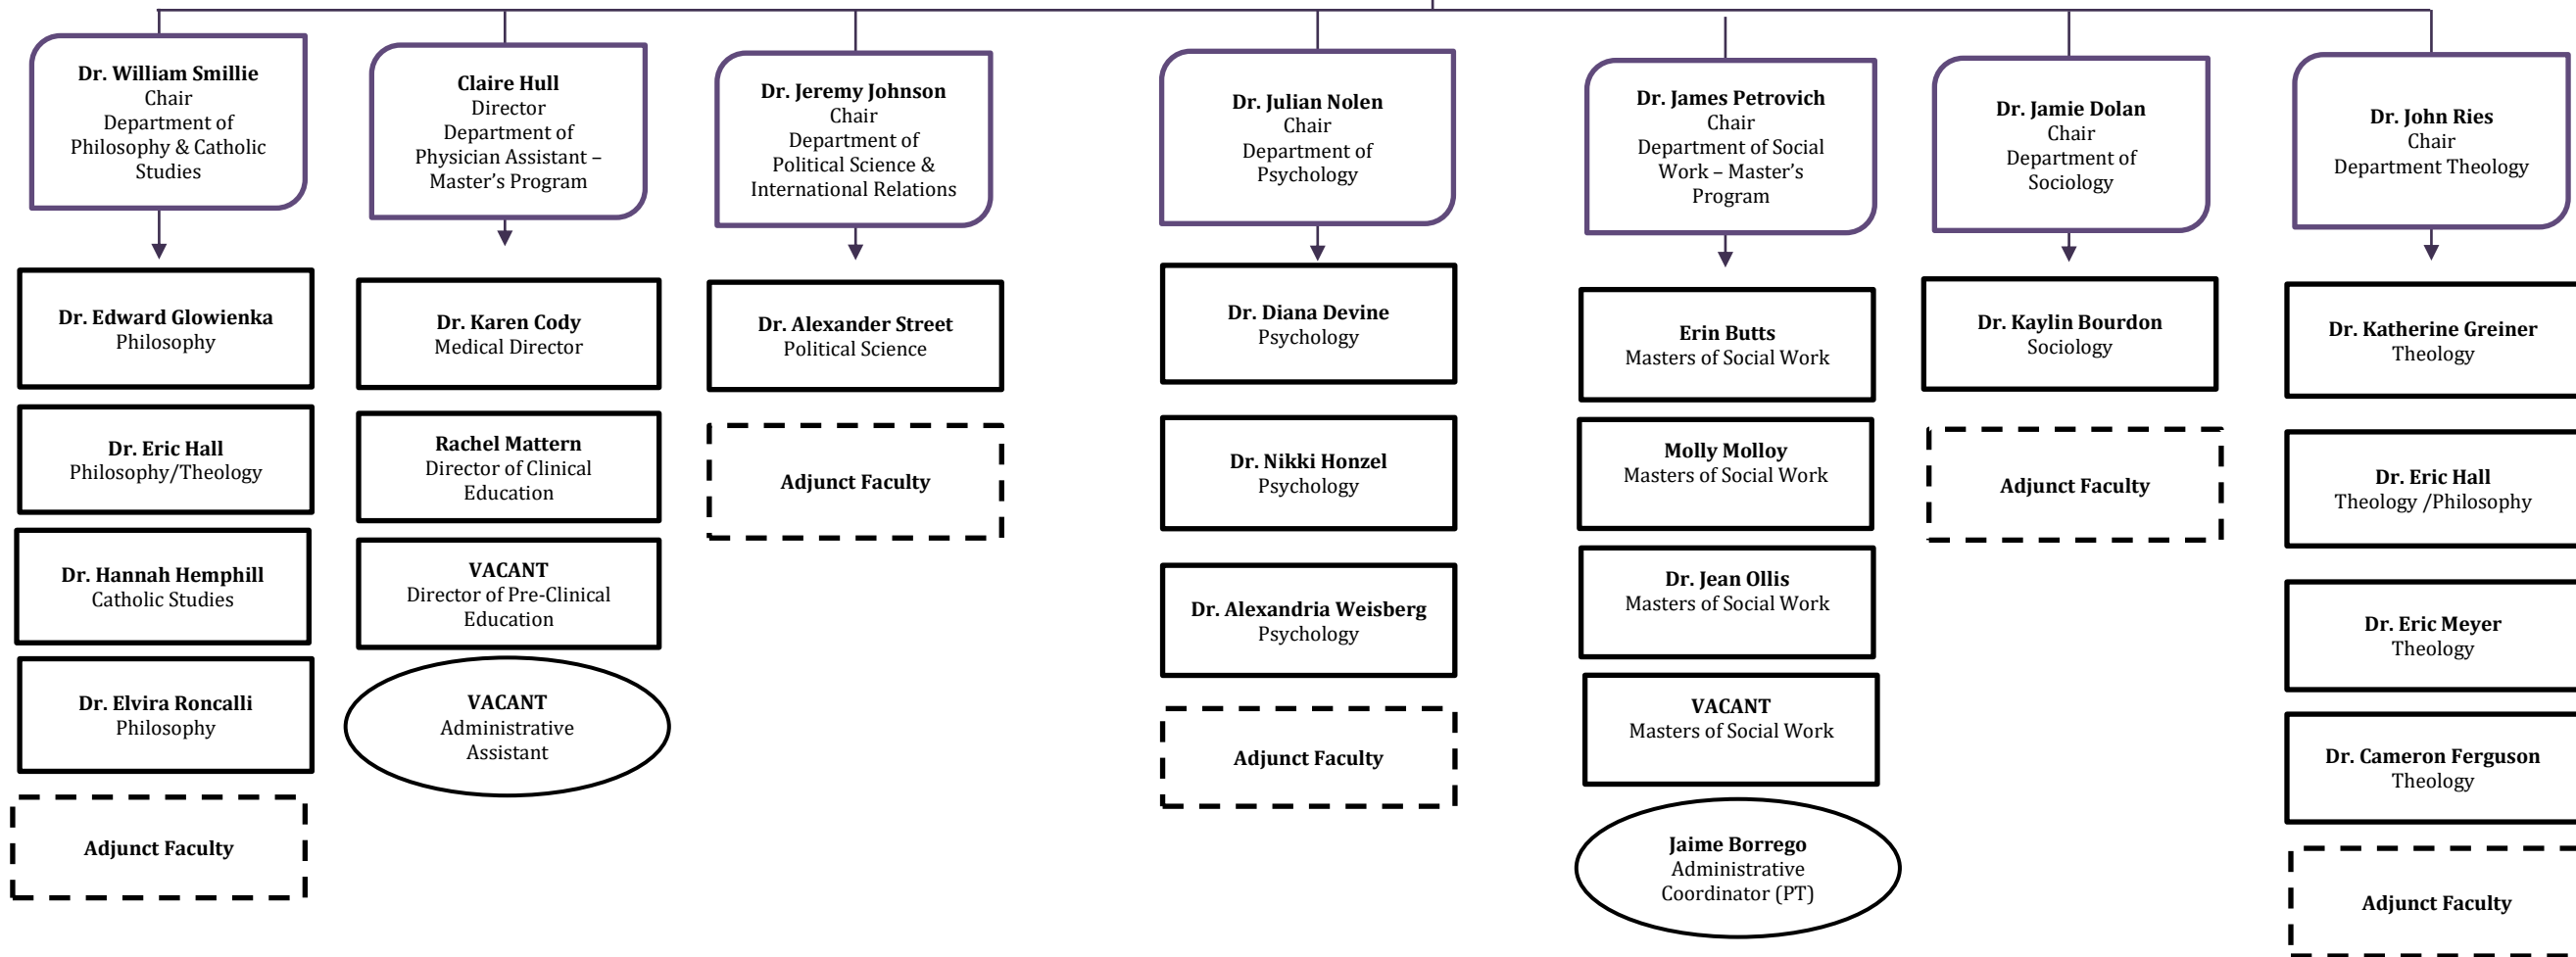 Dr. William Smillie
Chair
Department of
Philosophy & Catholic
Studies
Dr. Edward Glowienka
Philosophy
Dr. Eric Hall
Philosophy/Theology
Dr. Hannah Hemphill
Catholic Studies
Dr. Elvira Roncalli
Philosophy
Adjunct Faculty
Claire Hull
Director
Department of
Physician Assistant –
Master’s Program
Dr. Karen Cody
Medical Director
Rachel Mattern
Director of Clinical
Education
VACANT
Director of Pre-Clinical
Education
VACANT
Administrative
Assistant
Dr. Jeremy Johnson
Chair
Department of
Political Science &
International Relations
Dr. Alexander Street
Political Science
Adjunct Faculty
Dr. Julian Nolen
Chair
Department of
Psychology
Dr. Diana Devine
Psychology
Dr. Nikki Honzel
Psychology
Dr. Alexandria Weisberg
Psychology
Adjunct Faculty
Dr. James Petrovich
Chair
Department of Social
Work – Master’s
Program
Erin Butts
Masters of Social Work
Molly Molloy
Masters of Social Work
Dr. Jean Ollis
Masters of Social Work
VACANT
Masters of Social Work
Jaime Borrego
Administrative
Coordinator (PT)
Dr. Jamie Dolan
Chair
Department of
Sociology
Dr. Kaylin Bourdon
Sociology
Adjunct Faculty
Dr. John Ries
Chair
Department Theology
Dr. Katherine Greiner
Theology
Dr. Eric Hall
Theology /Philosophy
Dr. Eric Meyer
Theology
Dr. Cameron Ferguson
Theology
Adjunct Faculty